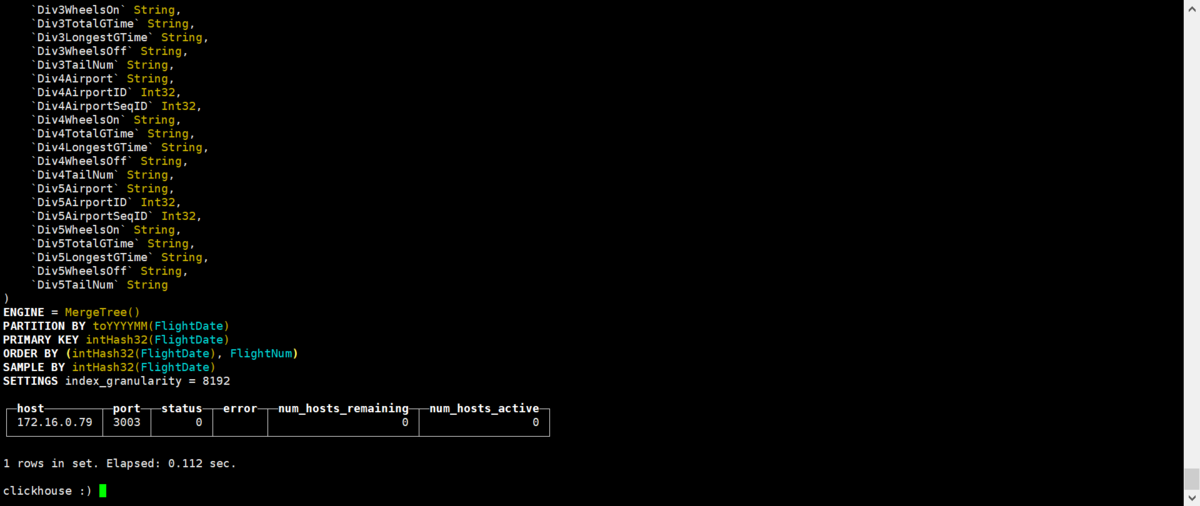 `Div3WheelsOn` String,
`Div3TotalGTime` String,
`Div3LongestGTime` String,
`Div3WheelsOff` String,
`Div3TailNum` String,
`Div4Airport` String,
`Div4AirportID` Int32,
`Div4AirportSeqID` Int32,
`Div4WheelsOn` String,
`Div4TotalGTime` String,
`Div4LongestGTime` String,
`Div4WheelsOff` String,
`Div4TailNum` String,
`Div5Airport` String,
`Div5AirportID` Int32,
`Div5AirportSeqID` Int32,
`Div5WheelsOn` String,
`Div5TotalGTime` String,
`Div5LongestGTime` String,
`Div5WheelsOff` String,
`Div5TailNum` String
)
ENGINE = MergeTree()
PARTITION BY toYYYYMM(FlightDate)
PRIMARY KEY intHash32(FlightDate)
ORDER BY (intHash32(FlightDate), FlightNum)
SAMPLE BY intHash32(FlightDate)
SETTINGS index_granularity = 8192
host port status error num_hosts_remaining num_hosts_active
172.16.0.79 3003 0 0 0
1 rows in set. Elapsed: 0.112 sec.
clickhouse :)